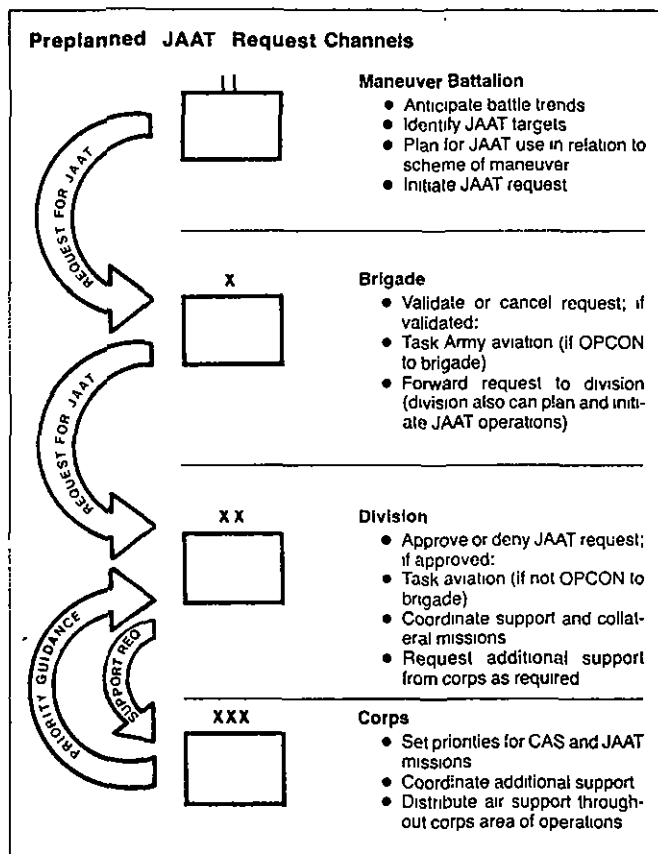 Preplanned JAAT Request Channels
II
Maneuver Battalion
● Anticipate battle trends
● Identify JAAT targets
● Plan for JAAT use in relation to
scheme of maneuver
● Initiate JAAT request
REQUEST FOR JAAT
X
Brigade
● Validate or cancel request; if
validated:
● Task Army aviation (if OPCON
to brigade)
● Forward request to division
(division also can plan and initi-
ate JAAT operations)
REQUEST FOR JAAT
XX
Division
● Approve or deny JAAT request;
if approved:
● Task aviation (if not OPCON to
brigade)
● Coordinate support and collat-
eral missions
● Request additional support
from corps as required
PRIORITY GUIDANCE
SUPPORT REQ
XXX
Corps
● Set priorities for CAS and JAAT
missions
● Coordinate additional support
● Distribute air support through-
out corps area of operations